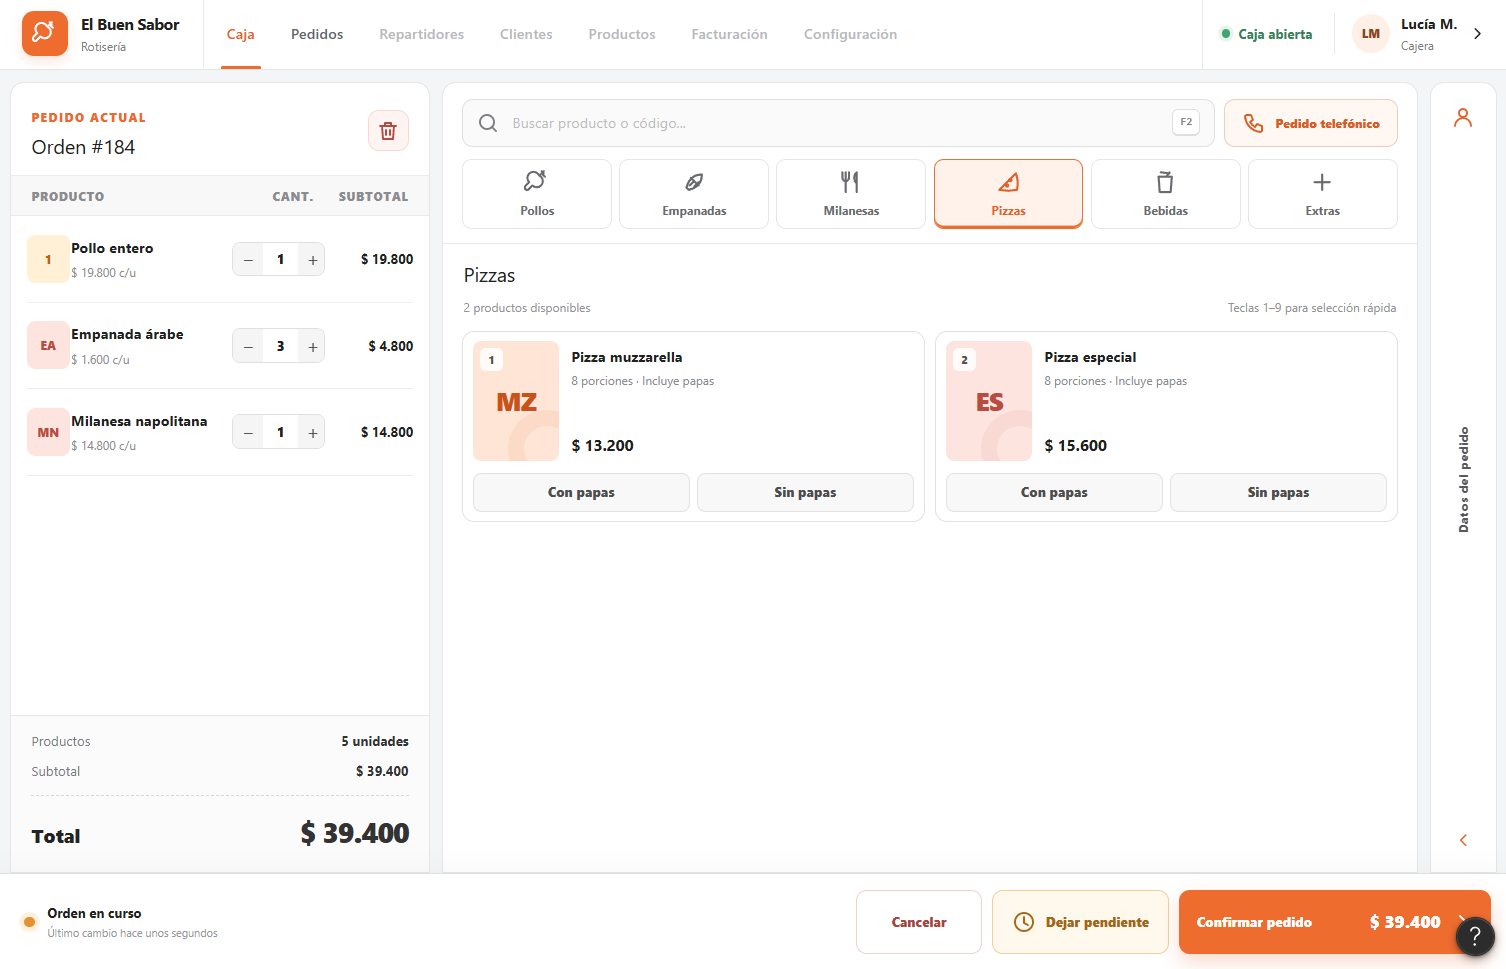 El Buen Sabor
Rotisería
Caja
Pedidos
Repartidores
Clientes
Productos
Facturación
Configuración
Caja abierta
LM
Lucía M.
Cajera
PEDIDO ACTUAL
Orden #184
PRODUCTO CANT. SUBTOTAL
1
Pollo entero
$ 19.800 c/u
− 1 +
$ 19.800
EA
Empanada árabe
$ 1.600 c/u
− 3 +
$ 4.800
MN
Milanesa napolitana
$ 14.800 c/u
− 1 +
$ 14.800
Productos 5 unidades
Subtotal $ 39.400
Total $ 39.400
Buscar producto o código...
F2
Pedido telefónico
Pollos
Empanadas
Milanesas
Pizzas
Bebidas
Extras
Pizzas
2 productos disponibles
Teclas 1–9 para selección rápida
1
MZ
Pizza muzzarella
8 porciones · Incluye papas
$ 13.200
Con papas
Sin papas
2
ES
Pizza especial
8 porciones · Incluye papas
$ 15.600
Con papas
Sin papas
Datos del pedido
Orden en curso
Último cambio hace unos segundos
Cancelar
Dejar pendiente
Confirmar pedido $ 39.400
?